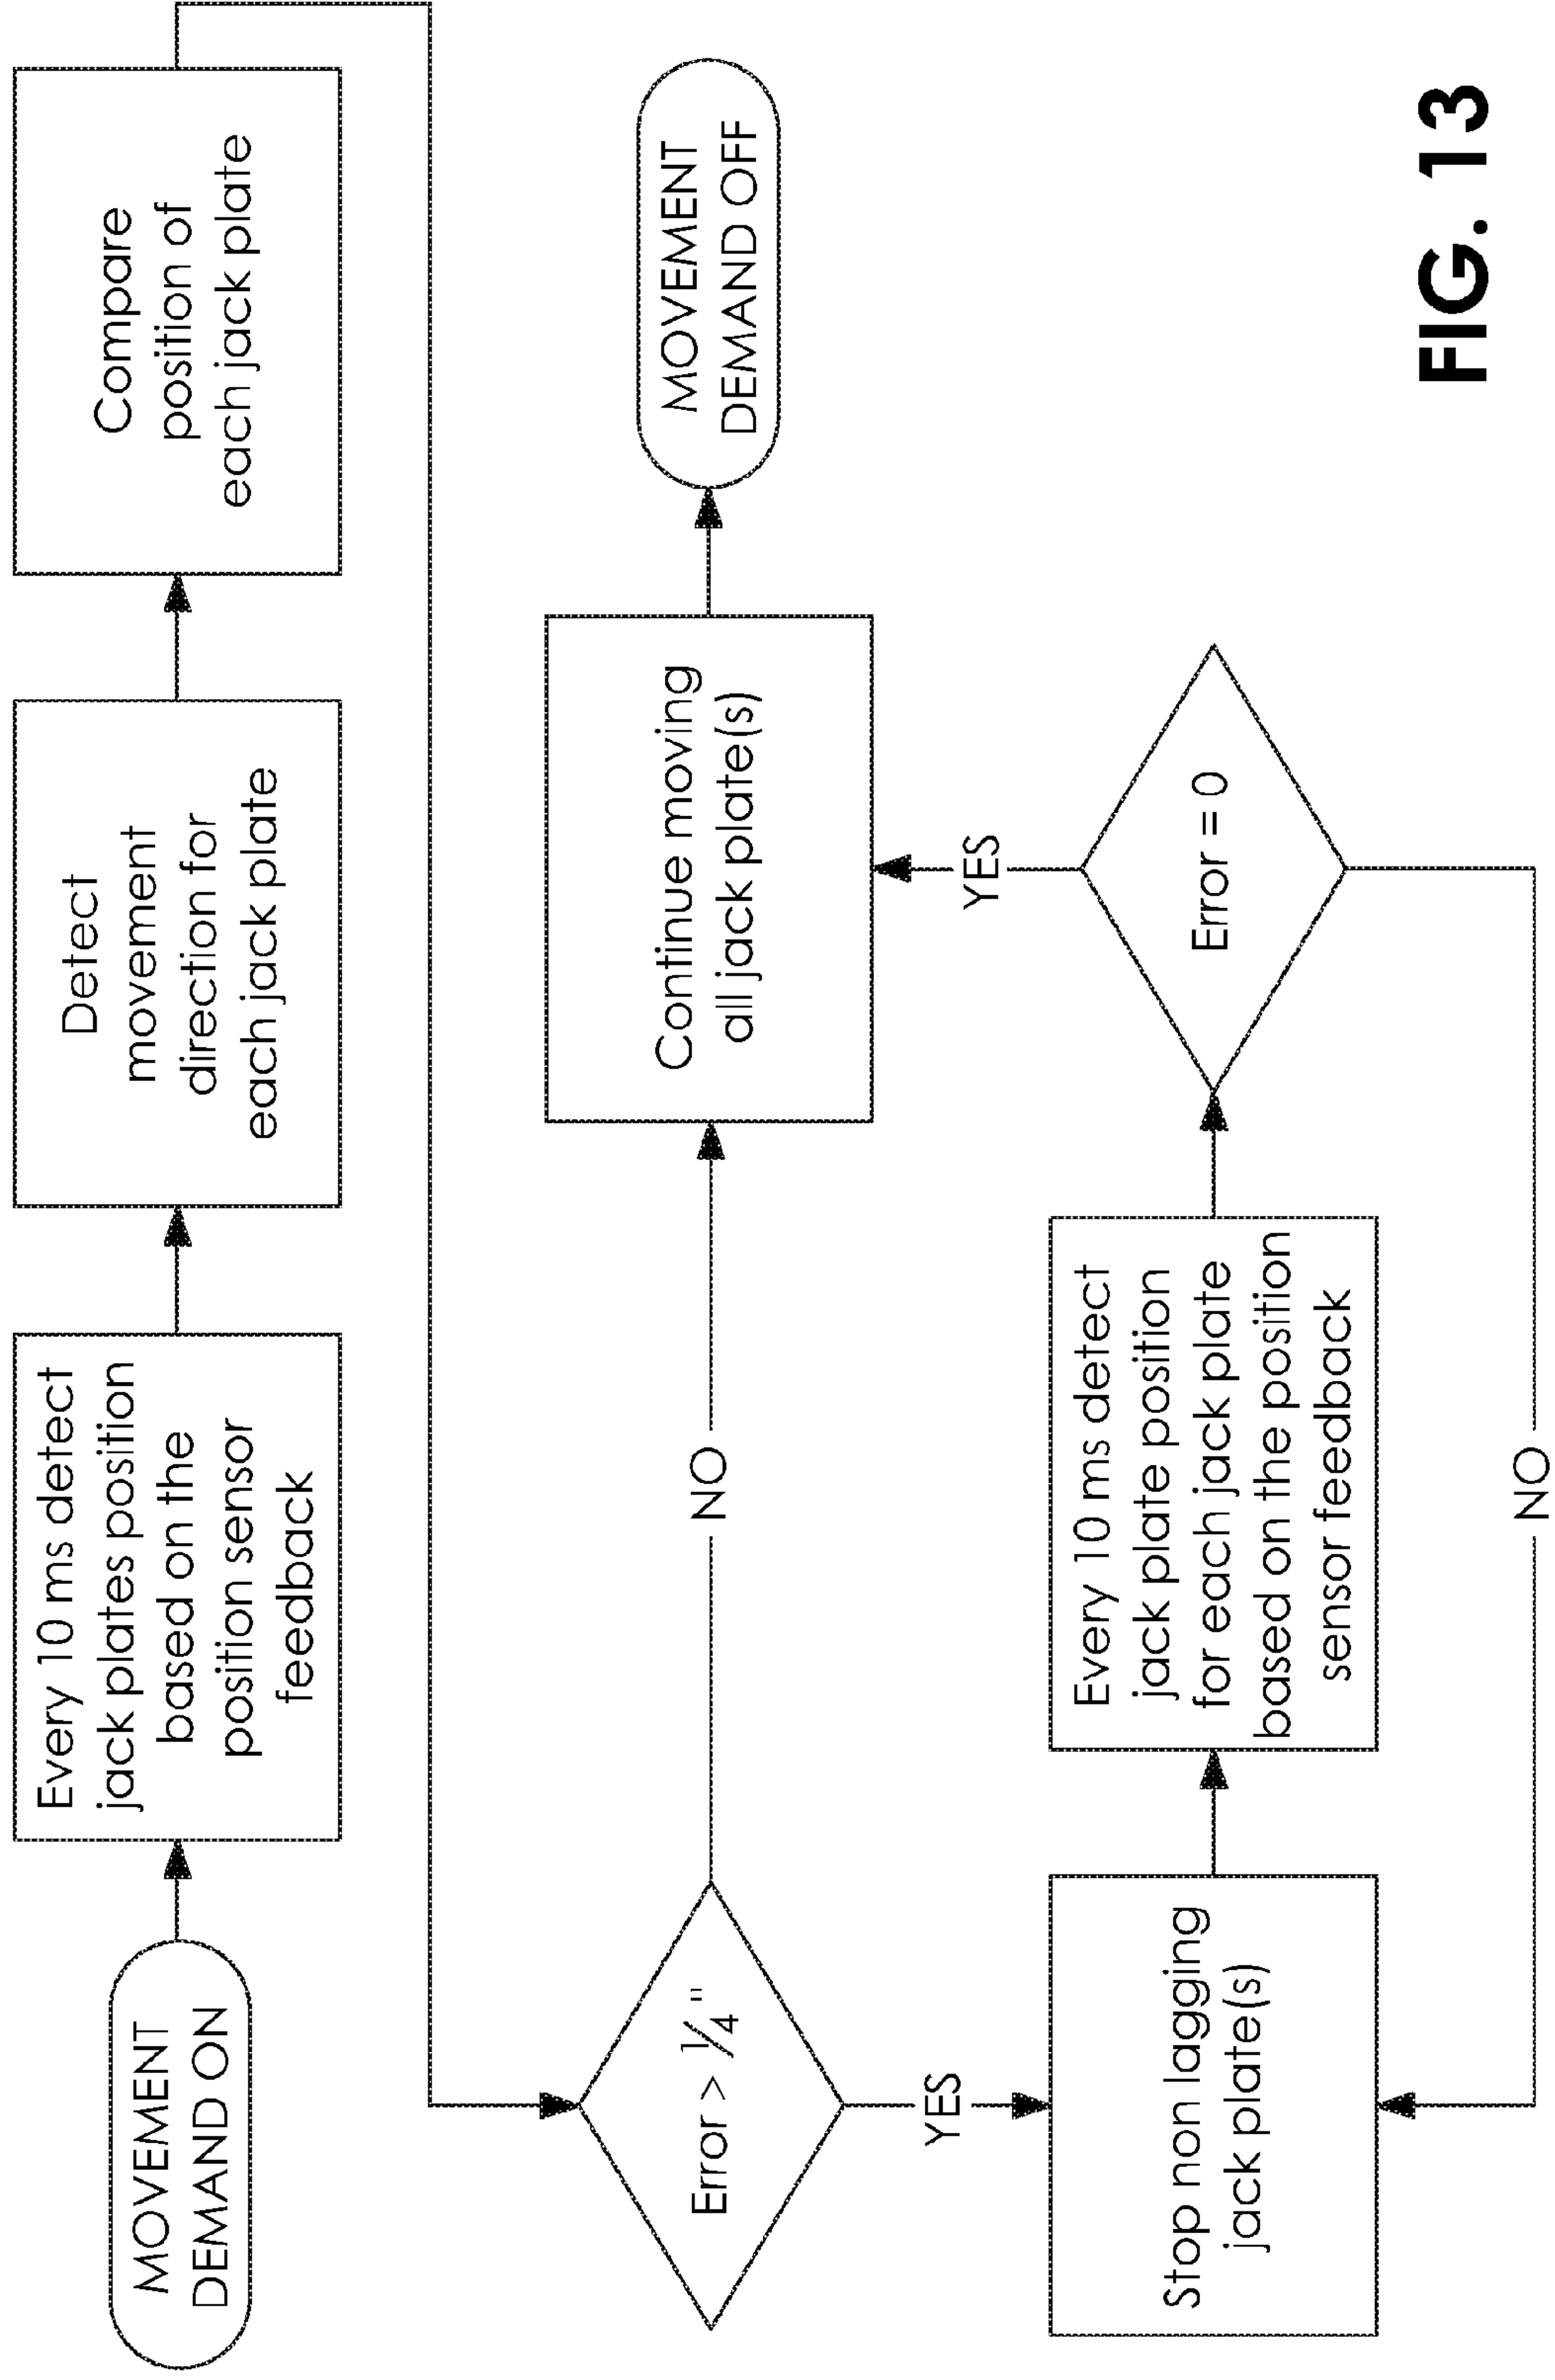 MOVEMENT
DEMAND ON
Every 10 ms detect
jack plates position
based on the
position sensor
feedback
Detect
movement
direction for
each jack plate
Compare
position of
each jack plate
Error > 1/4"
NO
YES
Continue moving
all jack plate(s)
MOVEMENT
DEMAND OFF
Stop non lagging
jack plate(s)
Every 10 ms detect
jack plate position
for each jack plate
based on the position
sensor feedback
Error = 0
YES
NO
FIG. 13